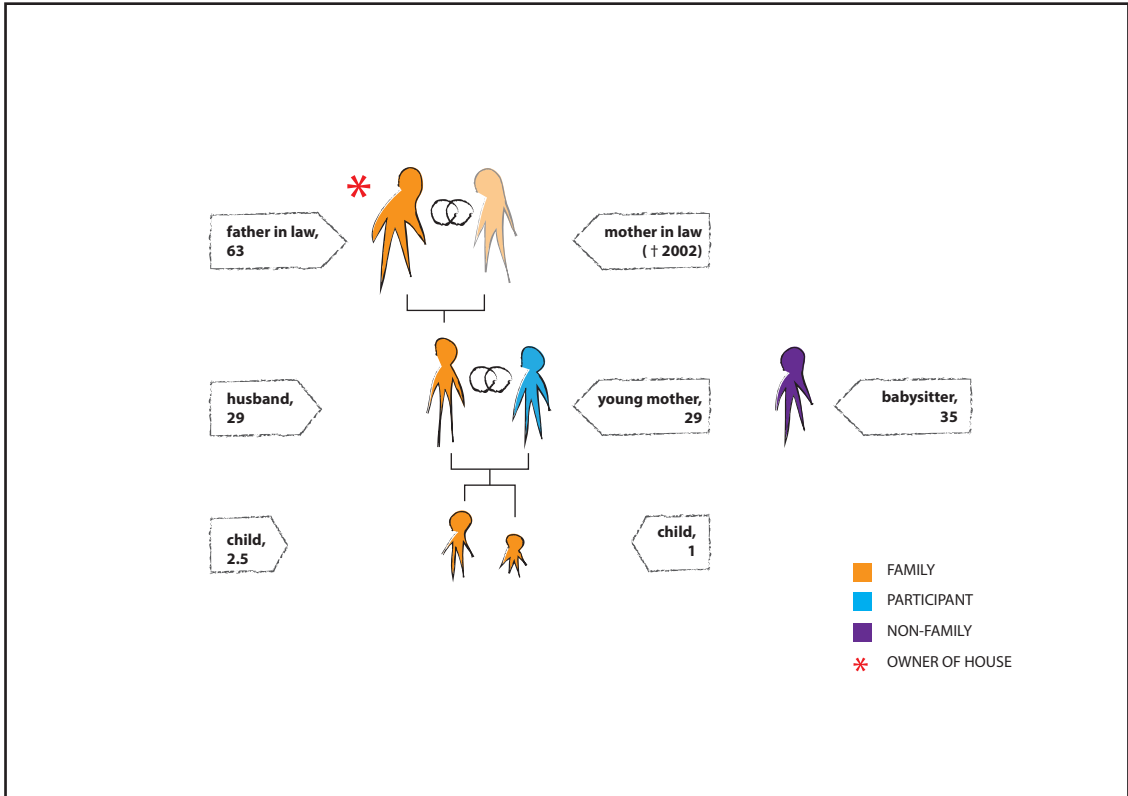 father in law,
63
mother in law
( † 2002)
husband,
29
young mother,
29
babysitter,
35
child,
2.5
child,
1
FAMILY
PARTICIPANT
NON-FAMILY
* OWNER OF HOUSE